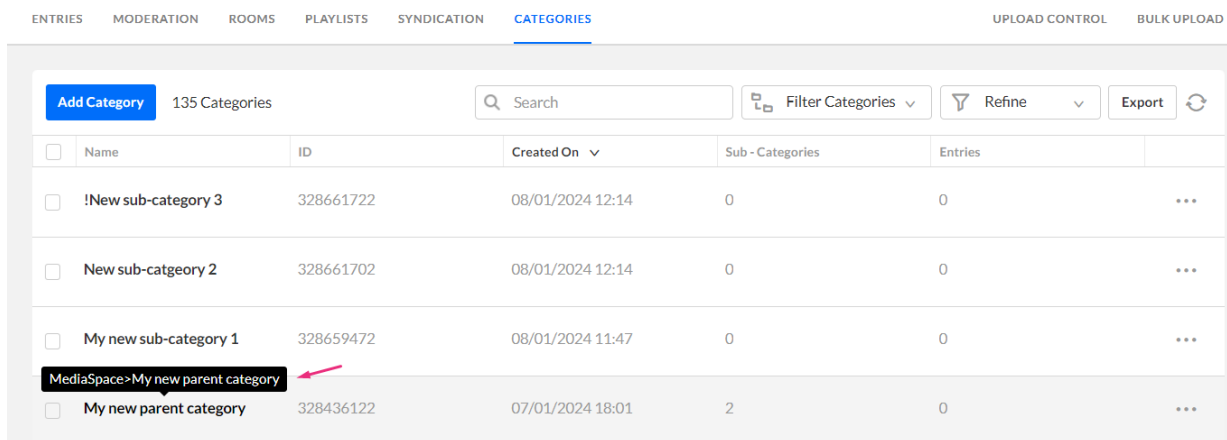 ENTRIES MODERATION ROOMS PLAYLISTS SYNDICATION CATEGORIES UPLOAD CONTROL BULK UPLOAD
Add Category 135 Categories Search Filter Categories Refine Export
Name ID Created On Sub - Categories Entries
!New sub-category 3 328661722 08/01/2024 12:14 0 0
New sub-catgeory 2 328661702 08/01/2024 12:14 0 0
My new sub-category 1 328659472 08/01/2024 11:47 0 0
MediaSpace>My new parent category
My new parent category 328436122 07/01/2024 18:01 2 0